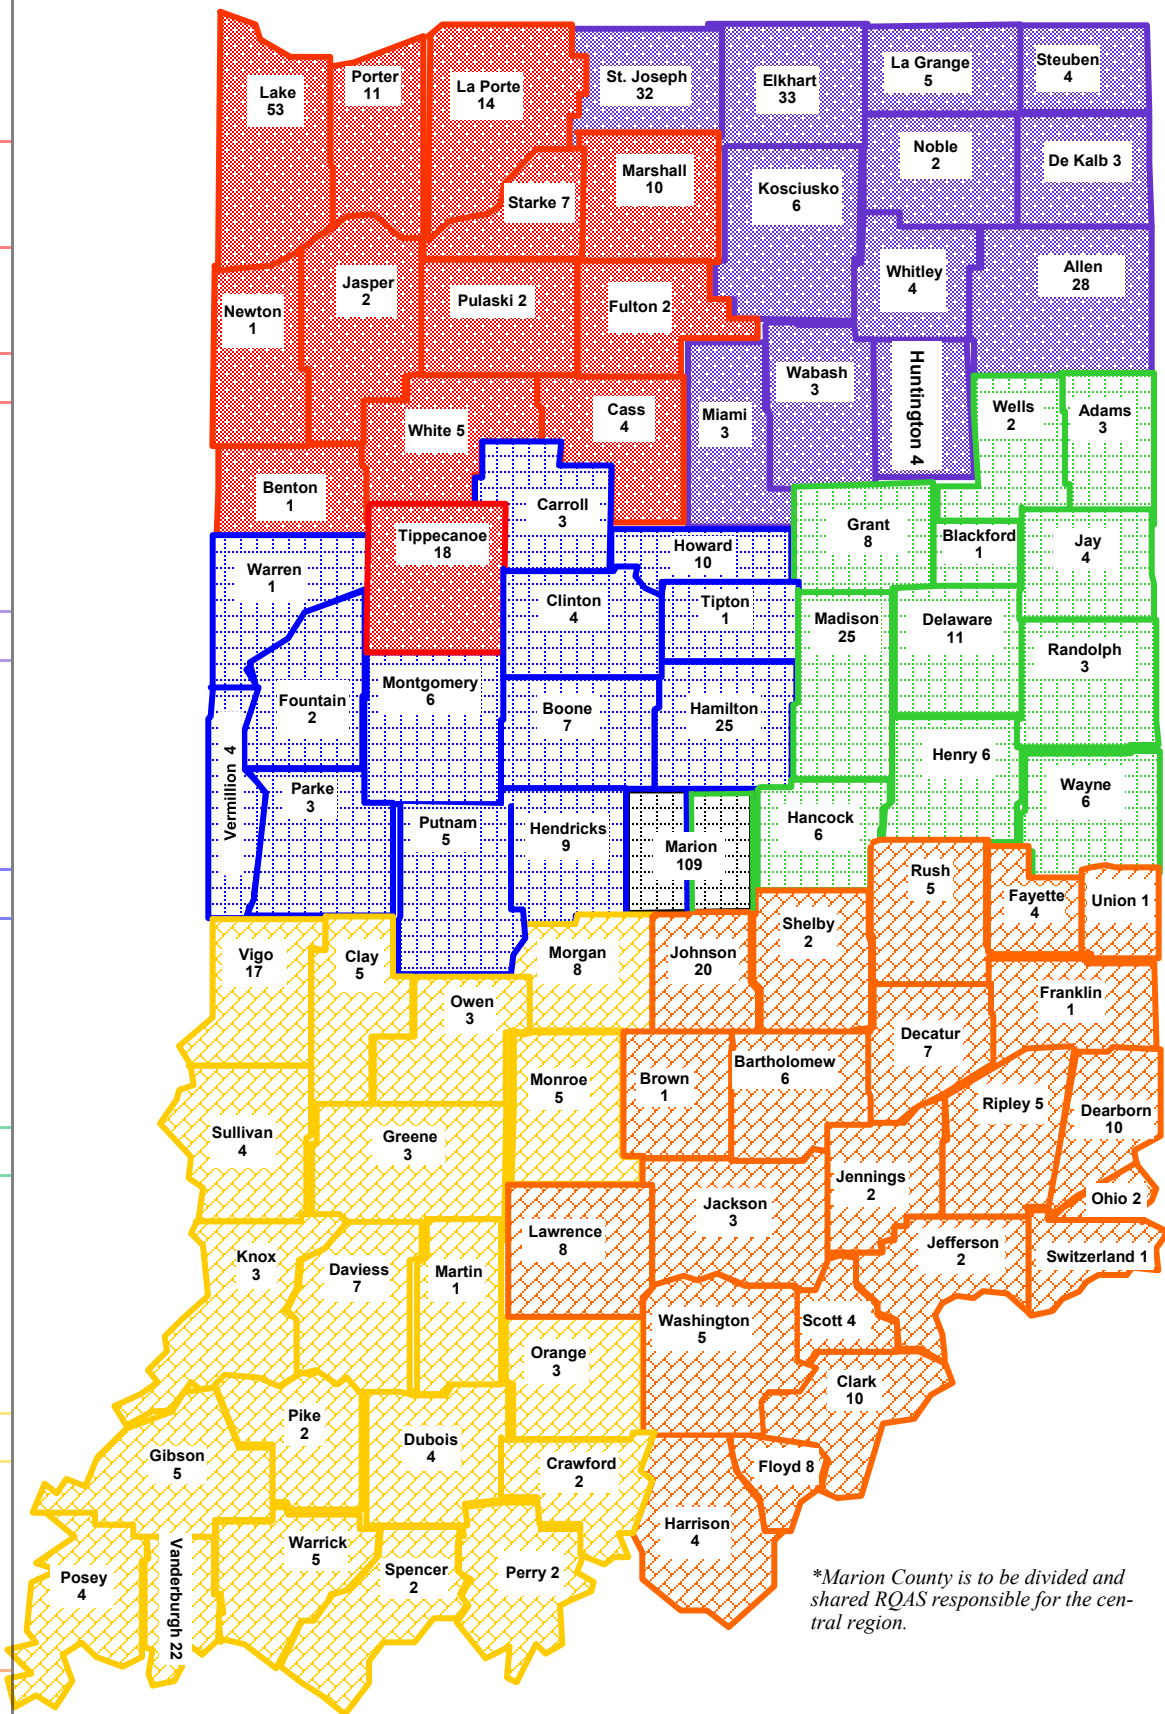 Lake
53
Porter
11
La Porte
14
St. Joseph
32
Elkhart
33
La Grange
5
Steuben
4
Noble
2
De Kalb 3
Marshall
10
Starke 7
Kosciusko
6
Whitley
4
Allen
28
Newton
1
Jasper
2
Pulaski 2
Fulton 2
Wabash
3
Huntington 4
Miami
3
White 5
Cass
4
Wells
2
Adams
3
Benton
1
Carroll
3
Tippecanoe
18
Grant
8
Blackford
1
Jay
4
Howard
10
Warren
1
Clinton
4
Tipton
1
Madison
25
Delaware
11
Randolph
3
Fountain
2
Montgomery
6
Boone
7
Hamilton
25
Henry 6
Wayne
6
Vermillion 4
Parke
3
Putnam
5
Hendricks
9
Marion
109
Hancock
6
Rush
5
Fayette
4
Union 1
Shelby
2
Vigo
17
Clay
5
Morgan
8
Johnson
20
Owen
3
Franklin
1
Decatur
7
Monroe
5
Brown
1
Bartholomew
6
Ripley 5
Dearborn
10
Sullivan
4
Greene
3
Jennings
2
Ohio 2
Jackson
3
Lawrence
8
Jefferson
2
Switzerland 1
Knox
3
Daviess
7
Martin
1
Washington
5
Scott 4
Orange
3
Clark
10
Pike
2
Dubois
4
Gibson
5
Crawford
2
Floyd 8
Harrison
4
Warrick
5
Spencer
2
Perry 2
Posey
4
Vanderburgh 22
*Marion County is to be divided and
shared RQAS responsible for the cen-
tral region.